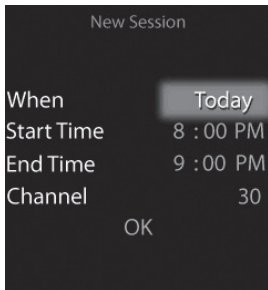 New Session
When Today
Start Time 8 : 00 PM
End Time 9 : 00 PM
Channel 30
OK